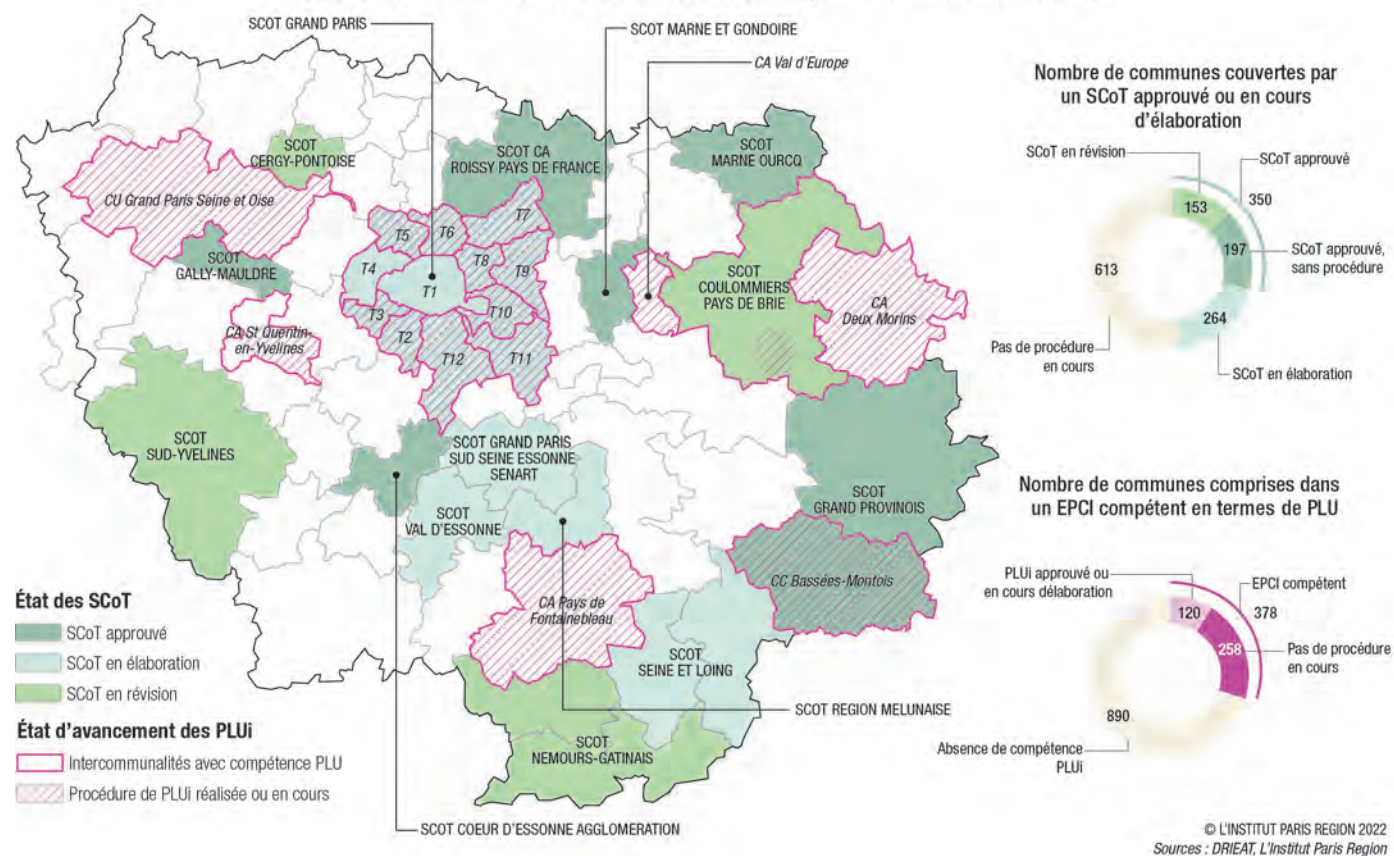 SCOT GRAND PARIS
SCOT MARNE ET GONDOIRE
CA Val d'Europe
SCOT
CERGY-PONTOISE
SCOT CA
ROISSY PAYS DE FRANCE
SCOT
MARNE OURCQ
CU Grand Paris Seine et Oise
SCOT
GALLY-MAULDRE
T5
T6
T7
T4
T8
T9
T1
T3
T10
T2
T12
T11
SCOT
COULOMMIERS
PAYS DE BRIE
CA
Deux Morins
CA St Quentin-
en-Yvelines
SCOT
SUD-YVELINES
SCOT GRAND PARIS
SUD SEINE ESSONNE
SENART
SCOT
VAL D'ESSONNE
SCOT
GRAND PROVINOIS
CC Bassées-Montois
CA Pays de
Fontainebleau
SCOT
SEINE ET LOING
SCOT REGION MELUNAISE
SCOT
NEMOURS-GATINAIS
SCOT COEUR D'ESSONNE AGGLOMERATION
État des SCoT
SCoT approuvé
SCoT en élaboration
SCoT en révision
État d'avancement des PLUi
Intercommunalités avec compétence PLU
Procédure de PLUi réalisée ou en cours
Nombre de communes couvertes par
un SCoT approuvé ou en cours
d'élaboration
SCoT en révision
SCoT approuvé
350
153
197
SCoT approuvé,
sans procédure
613
264
Pas de procédure
en cours
SCoT en élaboration
Nombre de communes comprises dans
un EPCI compétent en termes de PLU
PLUi approuvé ou
en cours délaboration
EPCI compétent
378
120
258
Pas de procédure
en cours
890
Absence de compétence
PLUi
© L'INSTITUT PARIS REGION 2022
Sources : DRIEAT, L'Institut Paris Region